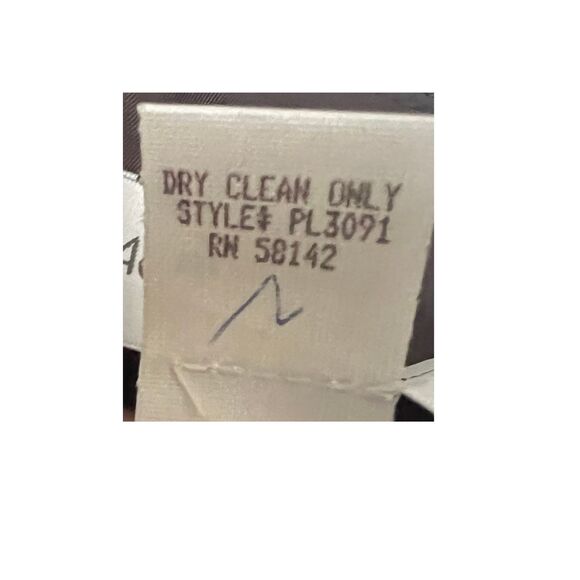 DRY CLEAN ONLY
STYLE# PL3091
RN 58142